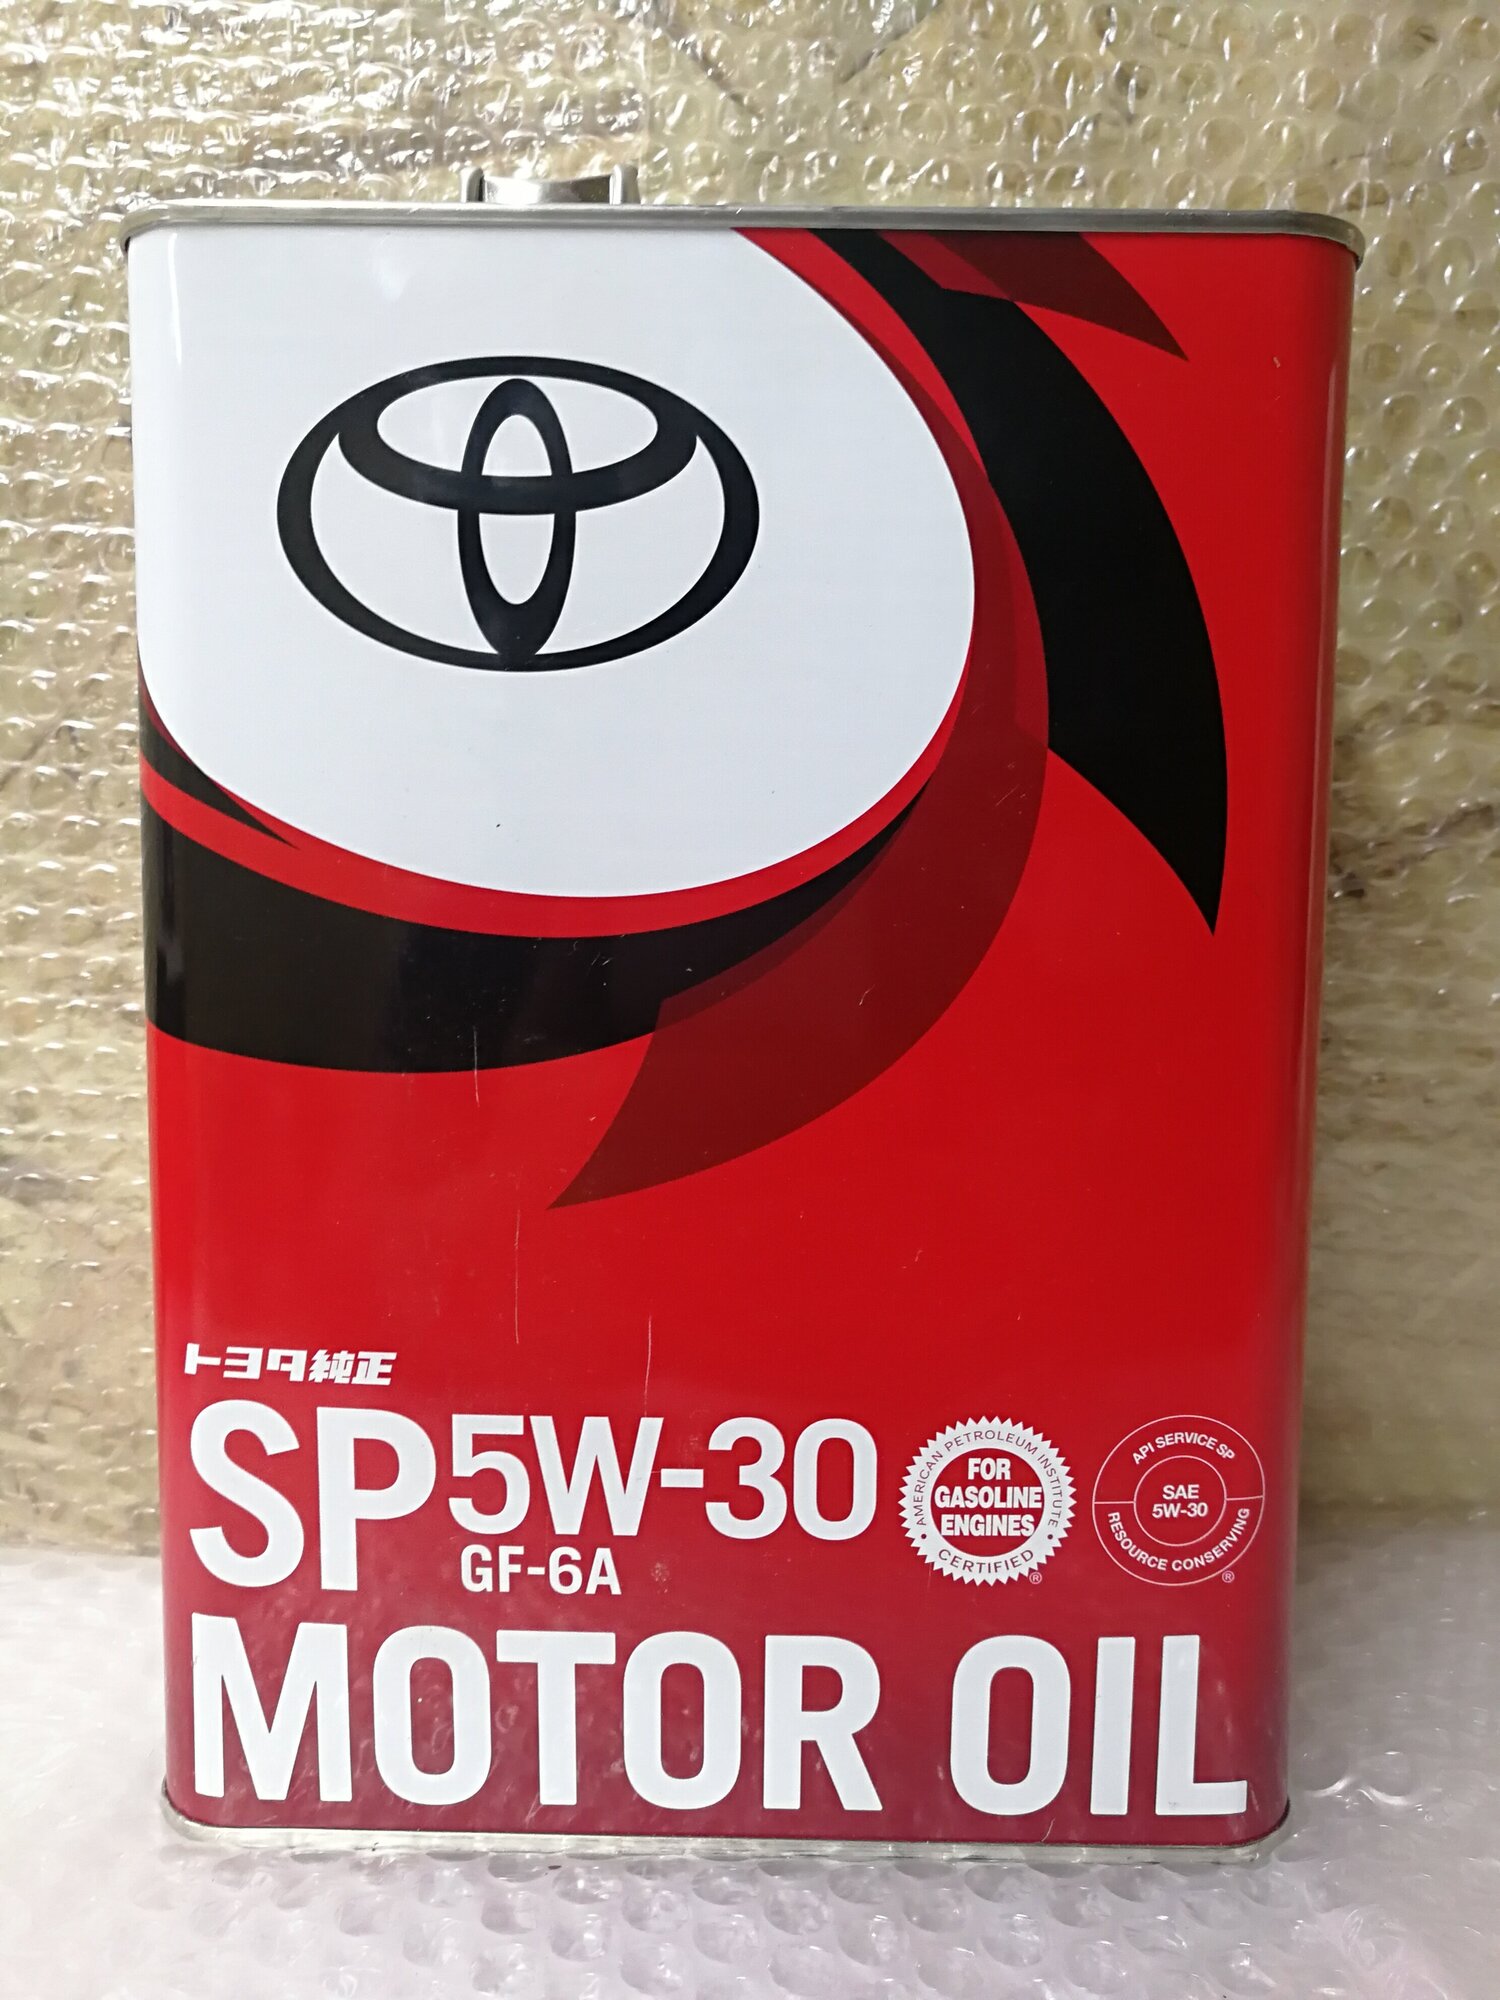 トヨタ純正
SP 5W-30
GF-6A
MOTOR OIL
AMERICAN PETROLEUM INSTITUTE
FOR
GASOLINE
ENGINES
CERTIFIED
®
API SERVICE SP
SAE
5W-30
RESOURCE CONSERVING
®